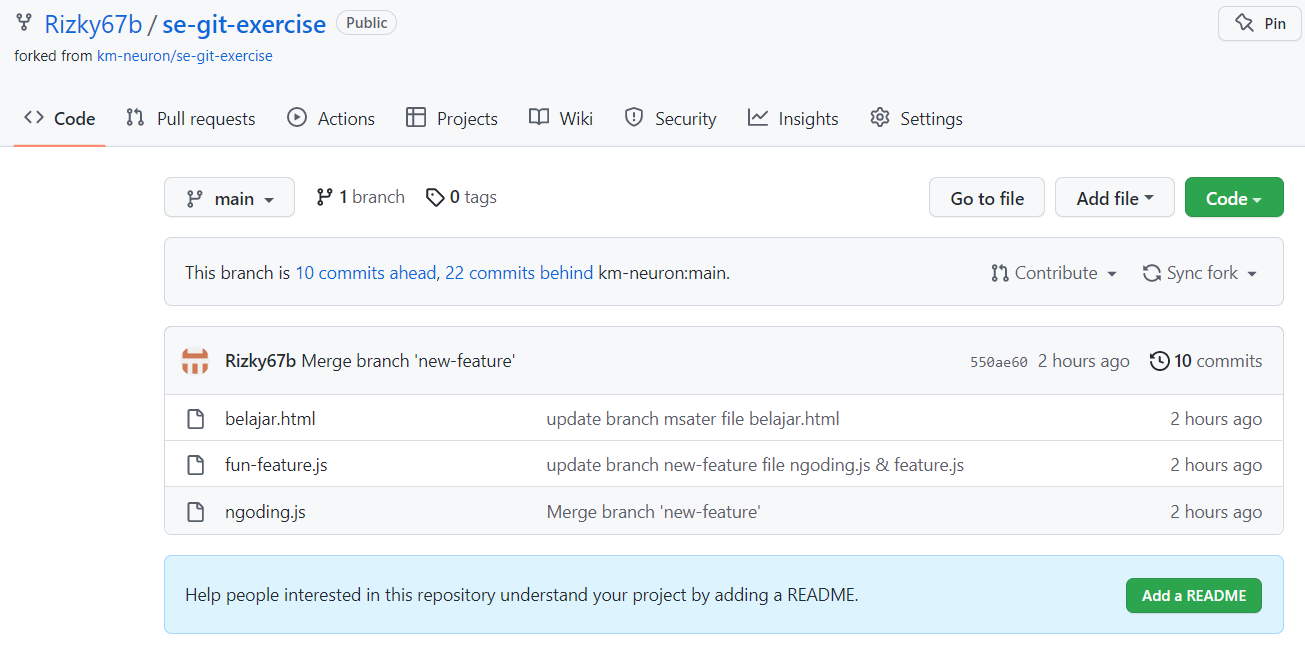 Rizky67b / se-git-exercise Public Pin
forked from km-neuron/se-git-exercise
Code Pull requests Actions Projects Wiki Security Insights Settings
main 1 branch 0 tags Go to file Add file Code
This branch is 10 commits ahead, 22 commits behind km-neuron:main. Contribute Sync fork
Rizky67b Merge branch 'new-feature' 550ae60 2 hours ago 10 commits
belajar.html update branch msater file belajar.html 2 hours ago
fun-feature.js update branch new-feature file ngoding.js & feature.js 2 hours ago
ngoding.js Merge branch 'new-feature' 2 hours ago
Help people interested in this repository understand your project by adding a README. Add a README